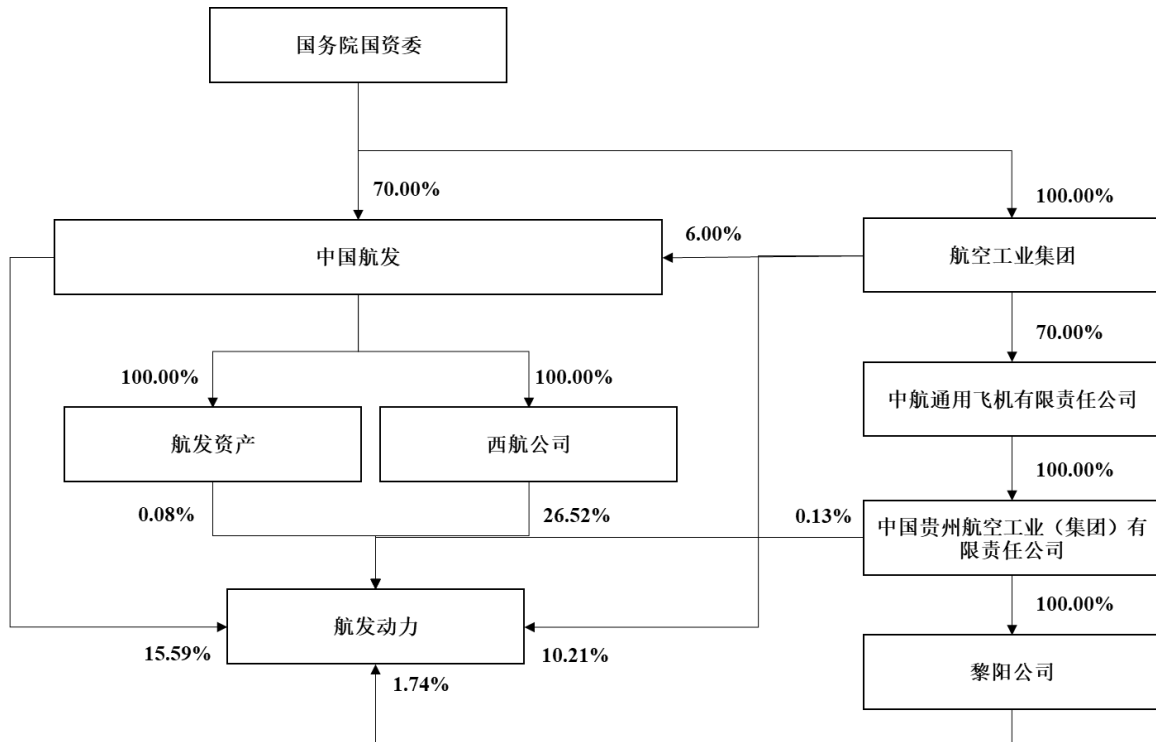 国务院国资委
70.00%
100.00%
中国航发
6.00%
航空工业集团
70.00%
100.00%
100.00%
中航通用飞机有限责任公司
航发资产
西航公司
100.00%
0.08%
26.52%
0.13%
中国贵州航空工业（集团）有
限责任公司
100.00%
航发动力
15.59%
10.21%
黎阳公司
1.74%